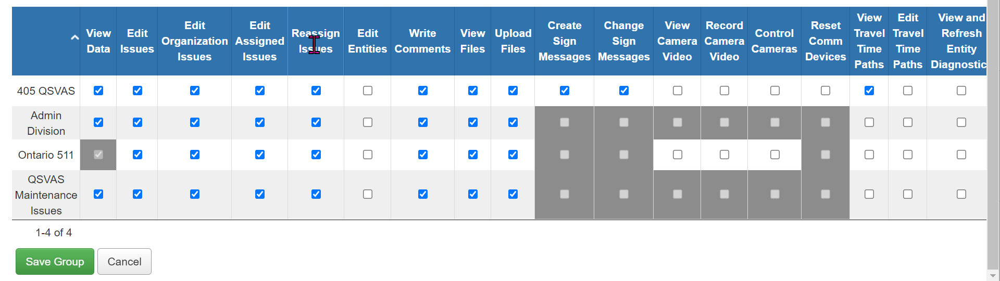 View Data
Edit Issues
Edit Organization Issues
Edit Assigned Issues
Reassign Issues
Edit Entities
Write Comments
View Files
Upload Files
Create Sign Messages
Change Sign Messages
View Camera Video
Record Camera Video
Control Cameras
Reset Comm Devices
View Travel Time Paths
Edit Travel Time Paths
View and Refresh Entity Diagnostic
405 QSVAS
Admin
Division
Ontario 511
QSVAS
Maintenance
Issues
1-4 of 4
Save Group
Cancel